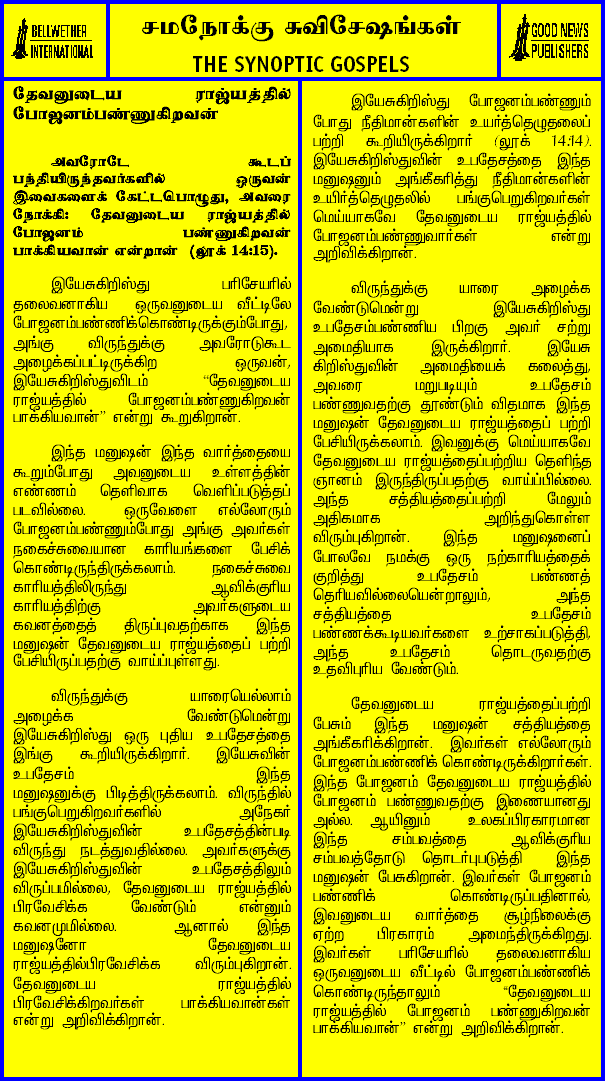 BELLWETHER
INTERNATIONAL
சமநோக்கு சுவிசேஷங்கள்
THE SYNOPTIC GOSPELS
GOOD NEWS
PUBLISHERS
தேவனுடைய ராஜ்யத்தில்
போஜனம்பண்ணுகிறவன்
அவரோடே கூடப்
பந்தியிருந்தவர்களில் ஒருவன்
இவைகளைக் கேட்டபொழுது, அவரை
நோக்கி: தேவனுடைய ராஜ்யத்தில்
போஜனம் பண்ணுகிறவன்
பாக்கியவான் என்றான் (லூக் 14:15).
இயேசுகிறிஸ்து பரிசேயரில்
தலைவனாகிய ஒருவனுடைய வீட்டிலே
போஜனம்பண்ணிக்கொண்டிருக்கும்போது,
அங்கு விருந்துக்கு அவரோடுகூட
அழைக்கப்பட்டிருக்கிற ஒருவன்,
இயேசுகிறிஸ்துவிடம் “தேவனுடைய
ராஜ்யத்தில் போஜனம்பண்ணுகிறவன்
பாக்கியவான்” என்று கூறுகிறான்.
இந்த மனுஷன் இந்த வார்த்தையை
கூறும்போது அவனுடைய உள்ளத்தின்
எண்ணம் தெளிவாக வெளிப்படுத்தப்
படவில்லை. ஒருவேளை எல்லோரும்
போஜனம்பண்ணும்போது அங்கு அவர்கள்
நகைச்சுவையான காரியங்களை பேசிக்
கொண்டிருந்திருக்கலாம். நகைச்சுவை
காரியத்திலிருந்து ஆவிக்குரிய
காரியத்திற்கு அவர்களுடைய
கவனத்தைத் திருப்புவதற்காக இந்த
மனுஷன் தேவனுடைய ராஜ்யத்தைப் பற்றி
பேசியிருப்பதற்கு வாய்ப்புள்ளது.
விருந்துக்கு யாரையெல்லாம்
அழைக்க வேண்டுமென்று
இயேசுகிறிஸ்து ஒரு புதிய உபதேசத்தை
இங்கு கூறியிருக்கிறார். இயேசுவின்
உபதேசம் இந்த
மனுஷனுக்கு பிடித்திருக்கலாம். விருந்தில்
பங்குபெறுகிறவர்களில் அநேகர்
இயேசுகிறிஸ்துவின் உபதேசத்தின்படி
விருந்து நடத்துவதில்லை. அவர்களுக்கு
இயேசுகிறிஸ்துவின் உபதேசத்திலும்
விருப்பமில்லை, தேவனுடைய ராஜ்யத்தில்
பிரவேசிக்க வேண்டும் என்னும்
கவனமுமில்லை. ஆனால் இந்த
மனுஷனோ தேவனுடைய
ராஜ்யத்தில்பிரவேசிக்க விரும்புகிறான்.
தேவனுடைய ராஜ்யத்தில்
பிரவேசிக்கிறவர்கள் பாக்கியவான்கள்
என்று அறிவிக்கிறான்.
இயேசுகிறிஸ்து போஜனம்பண்ணும்
போது நீதிமான்களின் உயர்த்தெழுதலைப்
பற்றி கூறியிருக்கிறார் (லூக் 14:14).
இயேசுகிறிஸ்துவின் உபதேசத்தை இந்த
மனுஷனும் அங்கீகரித்து நீதிமான்களின்
உயிர்த்தெழுதலில் பங்குபெறுகிறவர்கள்
மெய்யாகவே தேவனுடைய ராஜ்யத்தில்
போஜனம்பண்ணுவார்கள் என்று
அறிவிக்கிறான்.
விருந்துக்கு யாரை அழைக்க
வேண்டுமென்று இயேசுகிறிஸ்து
உபதேசம்பண்ணிய பிறகு அவர் சற்று
அமைதியாக இருக்கிறார். இயேசு
கிறிஸ்துவின் அமைதியைக் கலைத்து,
அவரை மறுபடியும் உபதேசம்
பண்ணுவதற்கு தூண்டும் விதமாக இந்த
மனுஷன் தேவனுடைய ராஜ்யத்தைப் பற்றி
பேசியிருக்கலாம். இவனுக்கு மெய்யாகவே
தேவனுடைய ராஜ்யத்தைப்பற்றிய தெளிந்த
ஞானம் இருந்திருப்பதற்கு வாய்ப்பில்லை.
அந்த சத்தியத்தைப்பற்றி மேலும்
அதிகமாக அறிந்துகொள்ள
விரும்புகிறான். இந்த மனுஷனைப்
போலவே நமக்கு ஒரு நற்காரியத்தைக்
குறித்து உபதேசம் பண்ணத்
தெரியவில்லையென்றாலும், அந்த
சத்தியத்தை உபதேசம்
பண்ணக்கூடியவர்களை உற்சாகப்படுத்தி,
அந்த உபதேசம் தொடருவதற்கு
உதவிபுரிய வேண்டும்.
தேவனுடைய ராஜ்யத்தைப்பற்றி
பேசும் இந்த மனுஷன் சத்தியத்தை
அங்கீகரிக்கிறான். இவர்கள் எல்லோரும்
போஜனம்பண்ணிக் கொண்டிருக்கிறார்கள்.
இந்த போஜனம் தேவனுடைய ராஜ்யத்தில்
போஜனம் பண்ணுவதற்கு இணையானது
அல்ல. ஆயினும் உலகப்பிரகாரமான
இந்த சம்பவத்தை ஆவிக்குரிய
சம்பவத்தோடு தொடர்புபடுத்தி இந்த
மனுஷன் பேசுகிறான். இவர்கள் போஜனம்
பண்ணிக் கொண்டிருப்பதினால்,
இவனுடைய வார்த்தை சூழ்நிலைக்கு
ஏற்ற பிரகாரம் அமைந்திருக்கிறது.
இவர்கள் பரிசேயரில் தலைவனாகிய
ஒருவனுடைய வீட்டில் போஜனம்பண்ணிக்
கொண்டிருந்தாலும் “தேவனுடைய
ராஜ்யத்தில் போஜனம் பண்ணுகிறவன்
பாக்கியவான்” என்று அறிவிக்கிறான்.